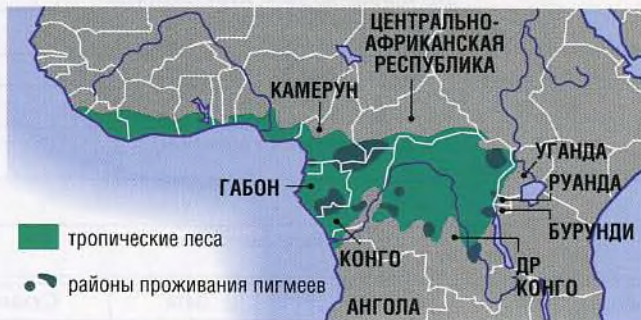 ЦЕНТРАЛЬНО-
АФРИКАНСКАЯ
РЕСПУБЛИКА
КАМЕРУН
УГАНДА
РУАНДА
ГАБОН
БУРУНДИ
тропические леса
КОНГО
ДР
КОНГО
районы проживания пигмеев
АНГОЛА